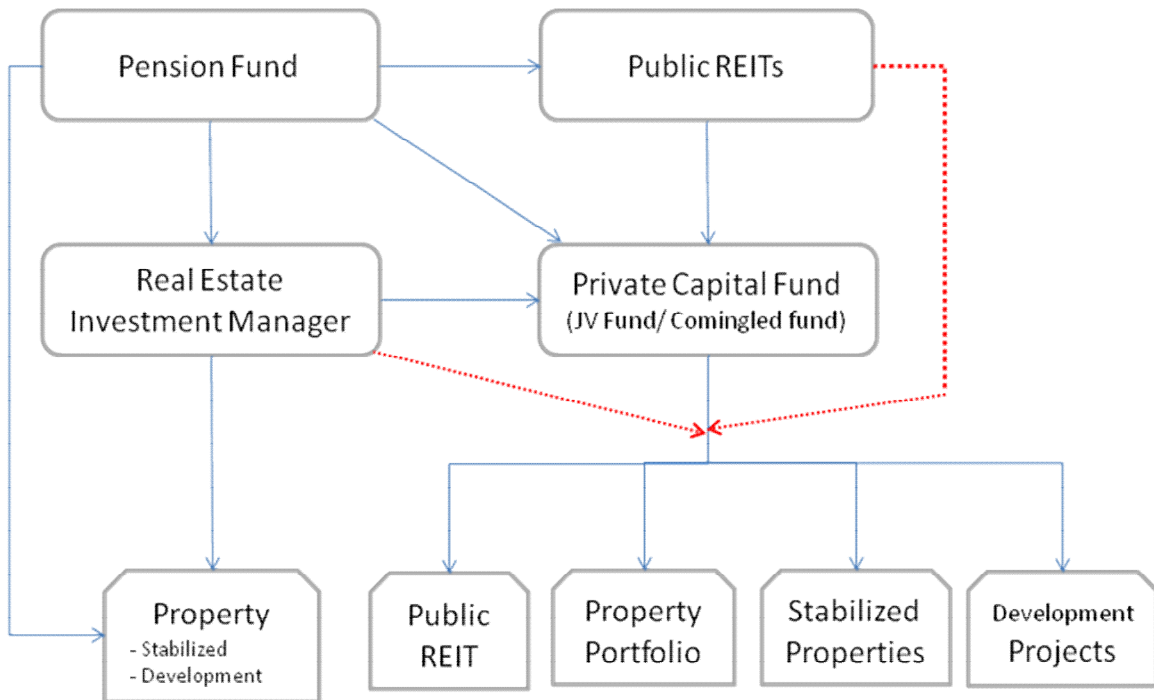 Pension Fund
Public REITs
Real Estate
Investment Manager
Private Capital Fund
(JV Fund/ Comingled fund)
Property
- Stabilized
- Development
Public
REIT
Property
Portfolio
Stabilized
Properties
Development
Projects